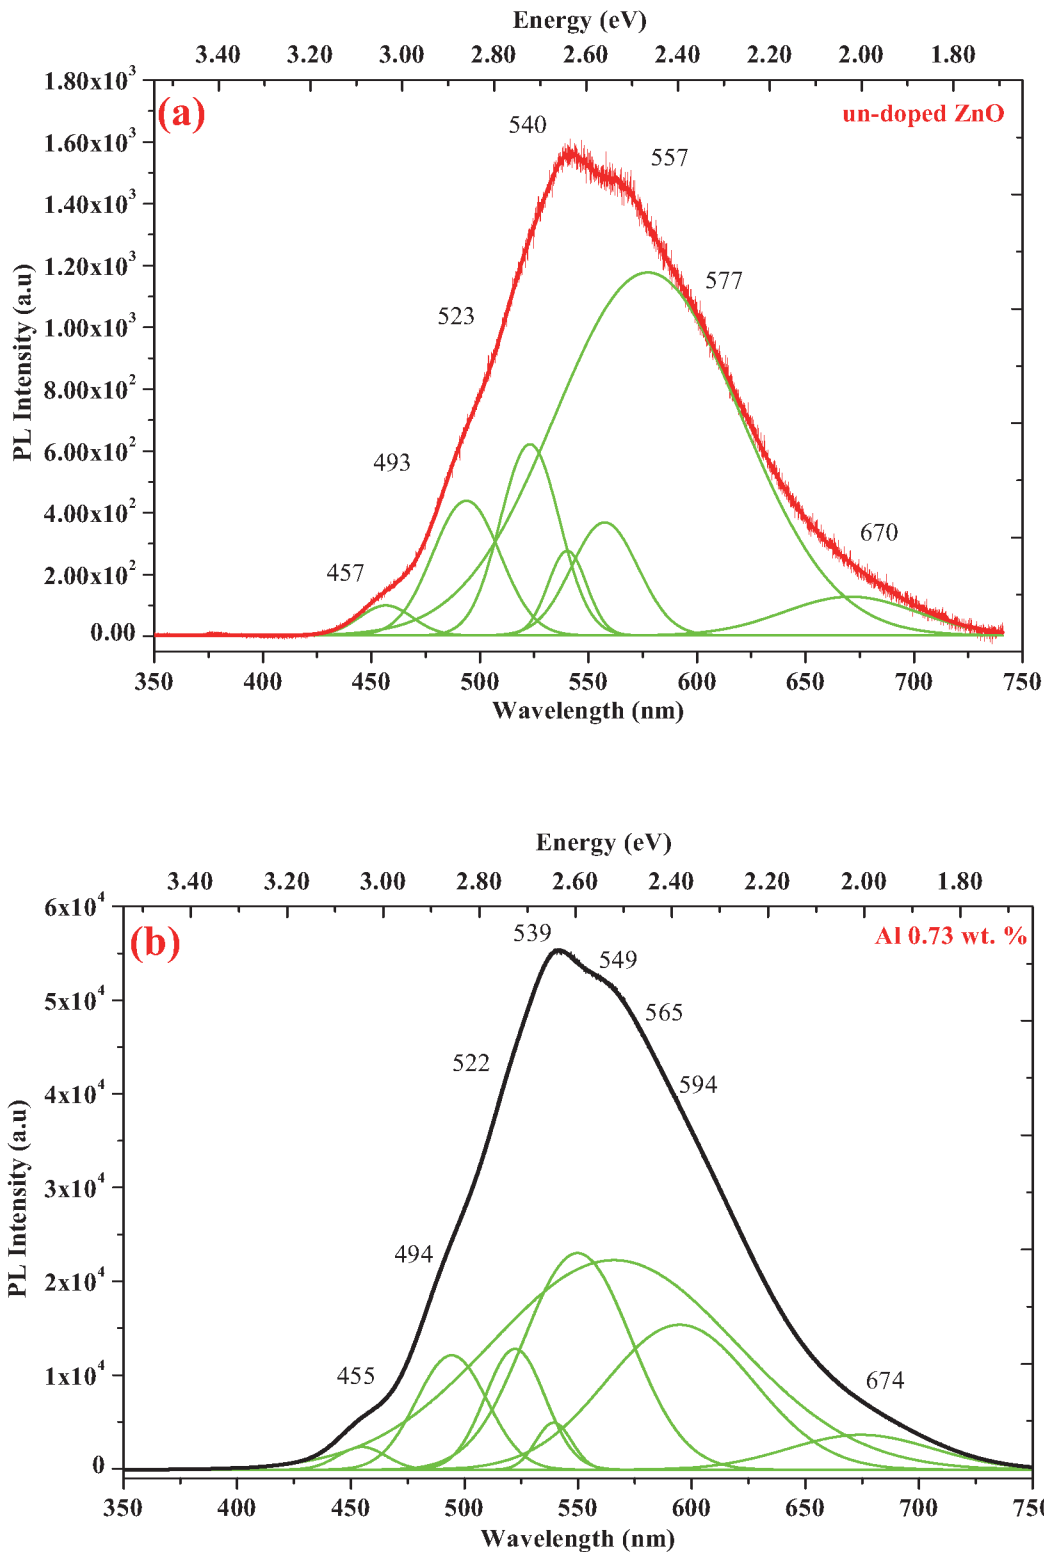 Energy (eV)
3.40 3.20 3.00 2.80 2.60 2.40 2.20 2.00 1.80
1.80x10³
(a)
un-doped ZnO
540
1.60x10³
557
1.40x10³
1.20x10³
577
523
1.00x10³
8.00x10²
6.00x10²
493
4.00x10²
670
457
2.00x10²
0.00
PL Intensity (a.u)
350 400 450 500 550 600 650 700 750
Wavelength (nm)
Energy (eV)
3.40 3.20 3.00 2.80 2.60 2.40 2.20 2.00 1.80
6x10⁴
(b)
Al 0.73 wt. %
539
549
5x10⁴
565
522
594
4x10⁴
3x10⁴
494
2x10⁴
455
674
1x10⁴
0
PL Intensity (a.u)
350 400 450 500 550 600 650 700 750
Wavelength (nm)